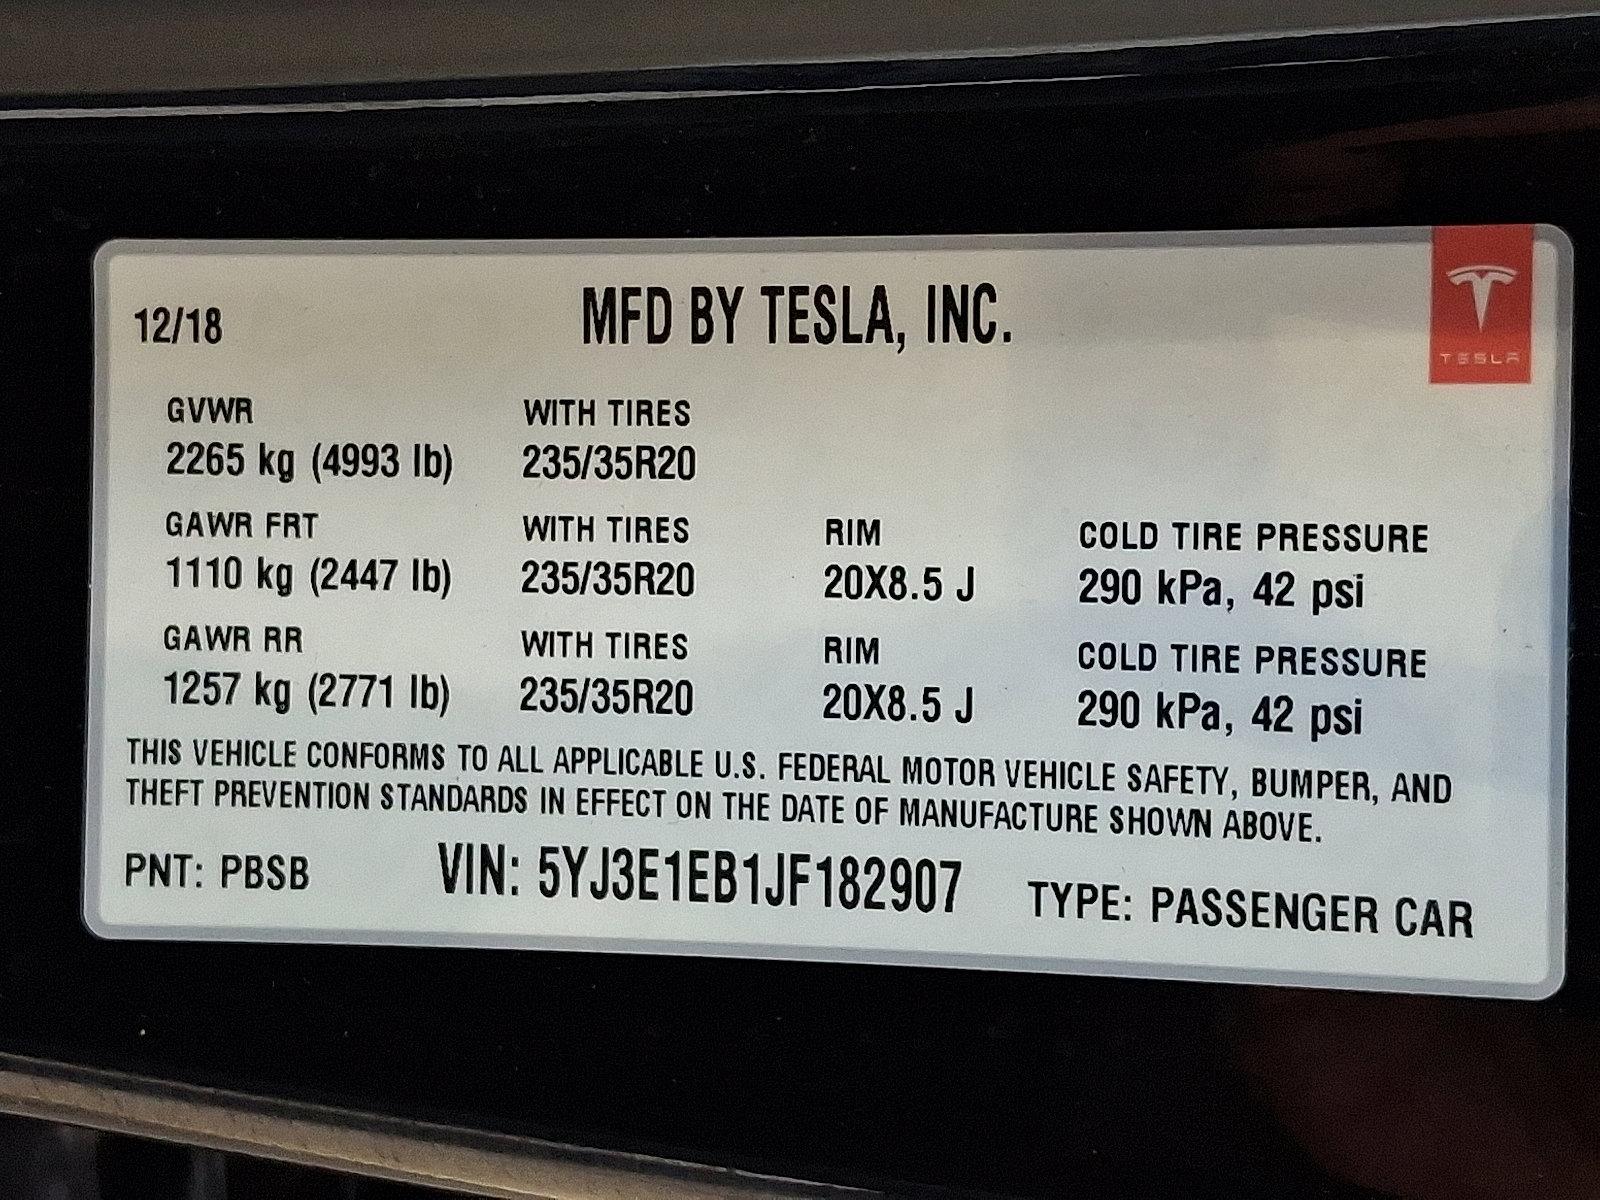 12/18 MFD BY TESLA, INC.
TESLA
GVWR WITH TIRES
2265 kg (4993 lb) 235/35R20
GAWR FRT WITH TIRES RIM COLD TIRE PRESSURE
1110 kg (2447 lb) 235/35R20 20X8.5 J 290 kPa, 42 psi
GAWR RR WITH TIRES RIM COLD TIRE PRESSURE
1257 kg (2771 lb) 235/35R20 20X8.5 J 290 kPa, 42 psi
THIS VEHICLE CONFORMS TO ALL APPLICABLE U.S. FEDERAL MOTOR VEHICLE SAFETY, BUMPER, AND
THEFT PREVENTION STANDARDS IN EFFECT ON THE DATE OF MANUFACTURE SHOWN ABOVE.
PNT: PBSB VIN: 5YJ3E1EB1JF182907 TYPE: PASSENGER CAR